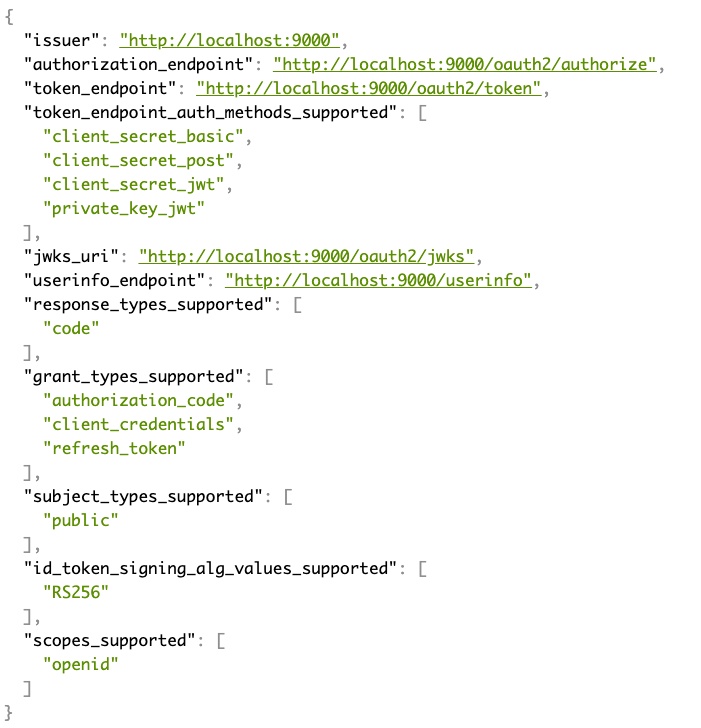 {
  "issuer": "http://localhost:9000",
  "authorization_endpoint": "http://localhost:9000/oauth2/authorize",
  "token_endpoint": "http://localhost:9000/oauth2/token",
  "token_endpoint_auth_methods_supported": [
    "client_secret_basic",
    "client_secret_post",
    "client_secret_jwt",
    "private_key_jwt"
  ],
  "jwks_uri": "http://localhost:9000/oauth2/jwks",
  "userinfo_endpoint": "http://localhost:9000/userinfo",
  "response_types_supported": [
    "code"
  ],
  "grant_types_supported": [
    "authorization_code",
    "client_credentials",
    "refresh_token"
  ],
  "subject_types_supported": [
    "public"
  ],
  "id_token_signing_alg_values_supported": [
    "RS256"
  ],
  "scopes_supported": [
    "openid"
  ]
}